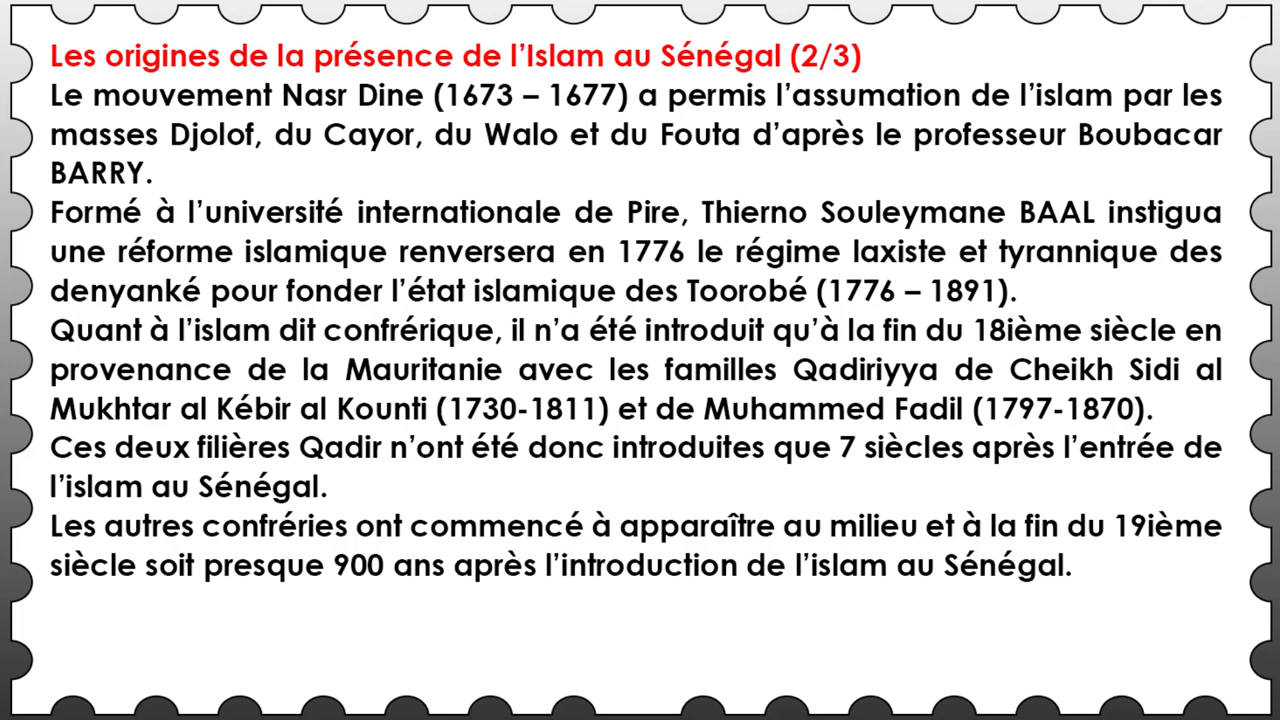 Les origines de la présence de l’Islam au Sénégal (2/3)
Le mouvement Nasr Dine (1673 – 1677) a permis l’assumation de l’islam par les
masses Djolof, du Cayor, du Walo et du Fouta d’après le professeur Boubacar
BARRY.
Formé à l’université internationale de Pire, Thierno Souleymane BAAL instigua
une réforme islamique renversera en 1776 le régime laxiste et tyrannique des
denyanké pour fonder l’état islamique des Toorobé (1776 – 1891).
Quant à l’islam dit confrérique, il n’a été introduit qu’à la fin du 18ième siècle en
provenance de la Mauritanie avec les familles Qadiriyya de Cheikh Sidi al
Mukhtar al Kébir al Kounti (1730-1811) et de Muhammed Fadil (1797-1870).
Ces deux filières Qadir n’ont été donc introduites que 7 siècles après l’entrée de
l’islam au Sénégal.
Les autres confréries ont commencé à apparaître au milieu et à la fin du 19ième
siècle soit presque 900 ans après l’introduction de l’islam au Sénégal.